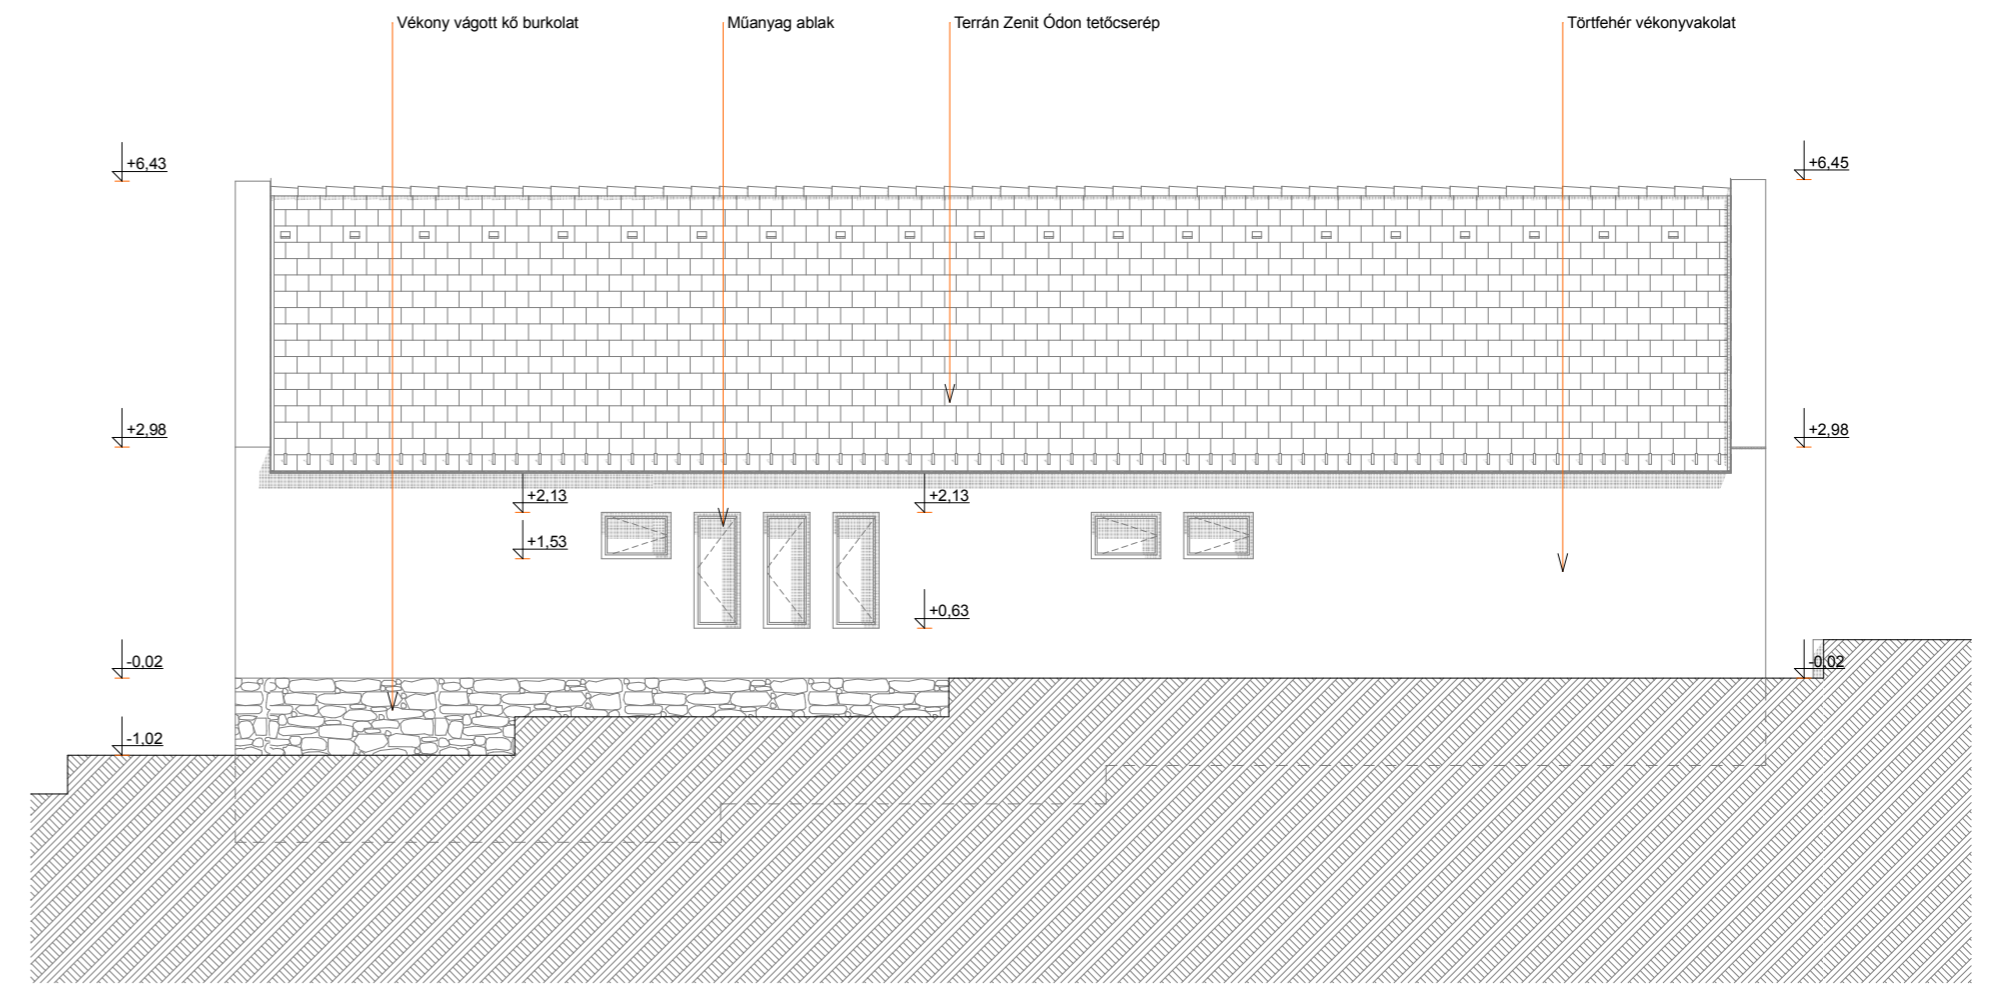 Vékony vágott kő burkolat
Műanyag ablak
Terrán Zenit Ódon tetőcserép
Törtfehér vékonyvakolat
+6,43
+6,45
+2,98
+2,98
+2,13
+2,13
+1,53
+0,63
-0,02
-0,02
-1,02